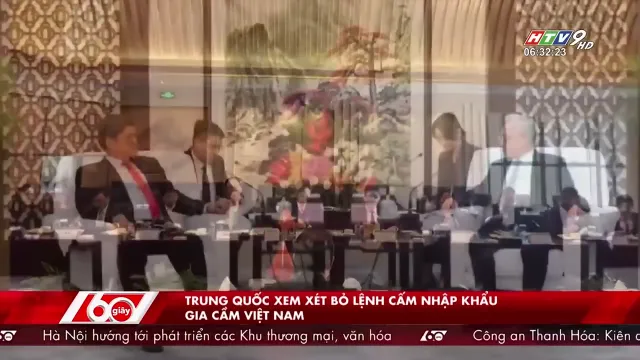 HTV9 HD
06:32:23
60 giây
TRUNG QUỐC XEM XÉT BỎ LỆNH CẤM NHẬP KHẨU
GIA CẦM VIỆT NAM
Hà Nội hướng tới phát triển các Khu thương mại, văn hóa 60giây Công an Thanh Hóa: Kiên c